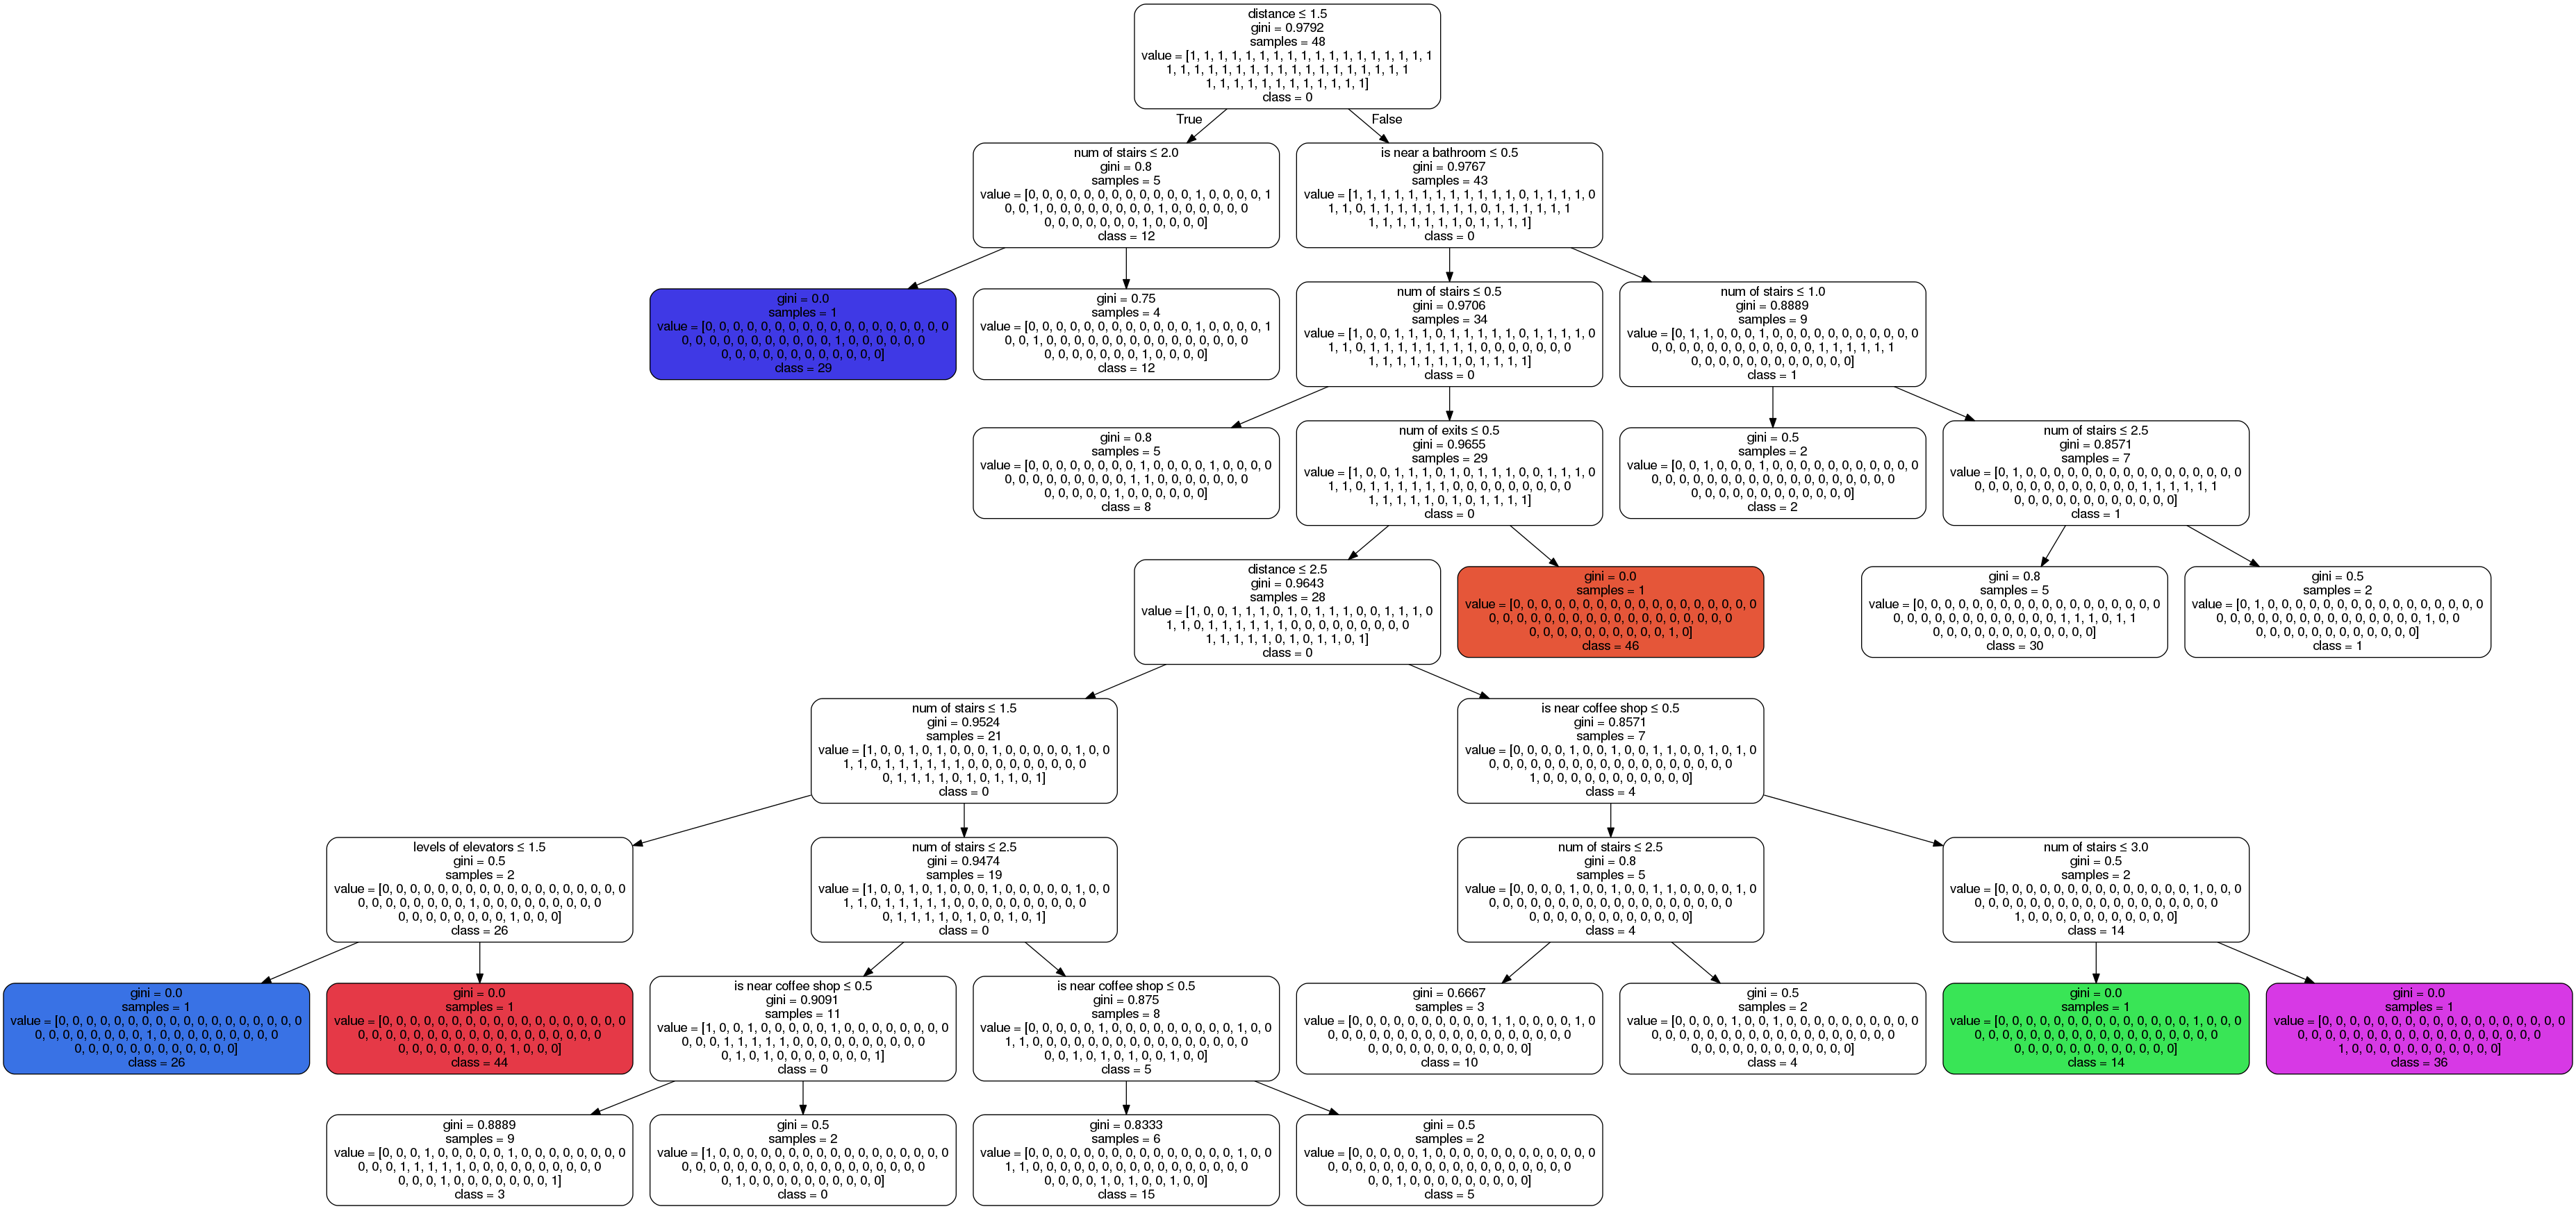 distance ≤ 1.5
gini = 0.9792
samples = 48
value = [1, 1, 1, 1, 1, 1, 1, 1, 1, 1, 1, 1, 1, 1, 1, 1, 1, 1
1, 1, 1, 1, 1, 1, 1, 1, 1, 1, 1, 1, 1, 1, 1, 1, 1, 1
1, 1, 1, 1, 1, 1, 1, 1, 1, 1, 1, 1]
class = 0
True
False
num of stairs ≤ 2.0
gini = 0.8
samples = 5
value = [0, 0, 0, 0, 0, 0, 0, 0, 0, 0, 0, 0, 1, 0, 0, 0, 0, 1
0, 0, 1, 0, 0, 0, 0, 0, 0, 0, 0, 1, 0, 0, 0, 0, 0, 0
0, 0, 0, 0, 0, 0, 0, 1, 0, 0, 0, 0]
class = 12
is near a bathroom ≤ 0.5
gini = 0.9767
samples = 43
value = [1, 1, 1, 1, 1, 1, 1, 1, 1, 1, 1, 1, 0, 1, 1, 1, 1, 0
1, 1, 0, 1, 1, 1, 1, 1, 1, 1, 1, 0, 1, 1, 1, 1, 1, 1
1, 1, 1, 1, 1, 1, 1, 0, 1, 1, 1, 1]
class = 0
gini = 0.0
samples = 1
value = [0, 0, 0, 0, 0, 0, 0, 0, 0, 0, 0, 0, 0, 0, 0, 0, 0, 0
0, 0, 0, 0, 0, 0, 0, 0, 0, 0, 0, 1, 0, 0, 0, 0, 0, 0
0, 0, 0, 0, 0, 0, 0, 0, 0, 0, 0, 0]
class = 29
gini = 0.75
samples = 4
value = [0, 0, 0, 0, 0, 0, 0, 0, 0, 0, 0, 0, 1, 0, 0, 0, 0, 1
0, 0, 1, 0, 0, 0, 0, 0, 0, 0, 0, 0, 0, 0, 0, 0, 0, 0
0, 0, 0, 0, 0, 0, 0, 1, 0, 0, 0, 0]
class = 12
num of stairs ≤ 0.5
gini = 0.9706
samples = 34
value = [1, 0, 0, 1, 1, 1, 0, 1, 1, 1, 1, 1, 0, 1, 1, 1, 1, 0
1, 1, 0, 1, 1, 1, 1, 1, 1, 1, 1, 0, 0, 0, 0, 0, 0, 0
1, 1, 1, 1, 1, 1, 1, 0, 1, 1, 1, 1]
class = 0
num of stairs ≤ 1.0
gini = 0.8889
samples = 9
value = [0, 1, 1, 0, 0, 0, 1, 0, 0, 0, 0, 0, 0, 0, 0, 0, 0, 0
0, 0, 0, 0, 0, 0, 0, 0, 0, 0, 0, 0, 1, 1, 1, 1, 1, 1
0, 0, 0, 0, 0, 0, 0, 0, 0, 0, 0, 0]
class = 1
gini = 0.8
samples = 5
value = [0, 0, 0, 0, 0, 0, 0, 0, 1, 0, 0, 0, 0, 1, 0, 0, 0, 0
0, 0, 0, 0, 0, 0, 0, 0, 0, 1, 1, 0, 0, 0, 0, 0, 0, 0
0, 0, 0, 0, 0, 1, 0, 0, 0, 0, 0, 0]
class = 8
num of exits ≤ 0.5
gini = 0.9655
samples = 29
value = [1, 0, 0, 1, 1, 1, 0, 1, 0, 1, 1, 1, 0, 0, 1, 1, 1, 0
1, 1, 0, 1, 1, 1, 1, 1, 1, 0, 0, 0, 0, 0, 0, 0, 0, 0
1, 1, 1, 1, 1, 0, 1, 0, 1, 1, 1, 1]
class = 0
gini = 0.5
samples = 2
value = [0, 0, 1, 0, 0, 0, 1, 0, 0, 0, 0, 0, 0, 0, 0, 0, 0, 0
0, 0, 0, 0, 0, 0, 0, 0, 0, 0, 0, 0, 0, 0, 0, 0, 0, 0
0, 0, 0, 0, 0, 0, 0, 0, 0, 0, 0, 0]
class = 2
num of stairs ≤ 2.5
gini = 0.8571
samples = 7
value = [0, 1, 0, 0, 0, 0, 0, 0, 0, 0, 0, 0, 0, 0, 0, 0, 0, 0
0, 0, 0, 0, 0, 0, 0, 0, 0, 0, 0, 0, 1, 1, 1, 1, 1, 1
0, 0, 0, 0, 0, 0, 0, 0, 0, 0, 0, 0]
class = 1
distance ≤ 2.5
gini = 0.9643
samples = 28
value = [1, 0, 0, 1, 1, 1, 0, 1, 0, 1, 1, 1, 0, 0, 1, 1, 1, 0
1, 1, 0, 1, 1, 1, 1, 1, 1, 0, 0, 0, 0, 0, 0, 0, 0, 0
1, 1, 1, 1, 1, 0, 1, 0, 1, 1, 0, 1]
class = 0
gini = 0.0
samples = 1
value = [0, 0, 0, 0, 0, 0, 0, 0, 0, 0, 0, 0, 0, 0, 0, 0, 0, 0
0, 0, 0, 0, 0, 0, 0, 0, 0, 0, 0, 0, 0, 0, 0, 0, 0, 0
0, 0, 0, 0, 0, 0, 0, 0, 0, 0, 1, 0]
class = 46
gini = 0.8
samples = 5
value = [0, 0, 0, 0, 0, 0, 0, 0, 0, 0, 0, 0, 0, 0, 0, 0, 0, 0
0, 0, 0, 0, 0, 0, 0, 0, 0, 0, 0, 0, 1, 1, 1, 0, 1, 1
0, 0, 0, 0, 0, 0, 0, 0, 0, 0, 0, 0]
class = 30
gini = 0.5
samples = 2
value = [0, 1, 0, 0, 0, 0, 0, 0, 0, 0, 0, 0, 0, 0, 0, 0, 0, 0
0, 0, 0, 0, 0, 0, 0, 0, 0, 0, 0, 0, 0, 0, 0, 1, 0, 0
0, 0, 0, 0, 0, 0, 0, 0, 0, 0, 0, 0]
class = 1
num of stairs ≤ 1.5
gini = 0.9524
samples = 21
value = [1, 0, 0, 1, 0, 1, 0, 0, 0, 1, 0, 0, 0, 0, 0, 1, 0, 0
1, 1, 0, 1, 1, 1, 1, 1, 1, 0, 0, 0, 0, 0, 0, 0, 0, 0
0, 1, 1, 1, 1, 0, 1, 0, 1, 1, 0, 1]
class = 0
is near coffee shop ≤ 0.5
gini = 0.8571
samples = 7
value = [0, 0, 0, 0, 1, 0, 0, 1, 0, 0, 1, 1, 0, 0, 1, 0, 1, 0
0, 0, 0, 0, 0, 0, 0, 0, 0, 0, 0, 0, 0, 0, 0, 0, 0, 0
1, 0, 0, 0, 0, 0, 0, 0, 0, 0, 0, 0]
class = 4
levels of elevators ≤ 1.5
gini = 0.5
samples = 2
value = [0, 0, 0, 0, 0, 0, 0, 0, 0, 0, 0, 0, 0, 0, 0, 0, 0, 0
0, 0, 0, 0, 0, 0, 0, 0, 1, 0, 0, 0, 0, 0, 0, 0, 0, 0
0, 0, 0, 0, 0, 0, 0, 0, 1, 0, 0, 0]
class = 26
num of stairs ≤ 2.5
gini = 0.9474
samples = 19
value = [1, 0, 0, 1, 0, 1, 0, 0, 0, 1, 0, 0, 0, 0, 0, 1, 0, 0
1, 1, 0, 1, 1, 1, 1, 1, 0, 0, 0, 0, 0, 0, 0, 0, 0, 0
0, 1, 1, 1, 1, 0, 1, 0, 0, 1, 0, 1]
class = 0
num of stairs ≤ 2.5
gini = 0.8
samples = 5
value = [0, 0, 0, 0, 1, 0, 0, 1, 0, 0, 1, 1, 0, 0, 0, 0, 1, 0
0, 0, 0, 0, 0, 0, 0, 0, 0, 0, 0, 0, 0, 0, 0, 0, 0, 0
0, 0, 0, 0, 0, 0, 0, 0, 0, 0, 0, 0]
class = 4
num of stairs ≤ 3.0
gini = 0.5
samples = 2
value = [0, 0, 0, 0, 0, 0, 0, 0, 0, 0, 0, 0, 0, 0, 1, 0, 0, 0
0, 0, 0, 0, 0, 0, 0, 0, 0, 0, 0, 0, 0, 0, 0, 0, 0, 0
1, 0, 0, 0, 0, 0, 0, 0, 0, 0, 0, 0]
class = 14
gini = 0.0
samples = 1
value = [0, 0, 0, 0, 0, 0, 0, 0, 0, 0, 0, 0, 0, 0, 0, 0, 0, 0
0, 0, 0, 0, 0, 0, 0, 0, 1, 0, 0, 0, 0, 0, 0, 0, 0, 0
0, 0, 0, 0, 0, 0, 0, 0, 0, 0, 0, 0]
class = 26
gini = 0.0
samples = 1
value = [0, 0, 0, 0, 0, 0, 0, 0, 0, 0, 0, 0, 0, 0, 0, 0, 0, 0
0, 0, 0, 0, 0, 0, 0, 0, 0, 0, 0, 0, 0, 0, 0, 0, 0, 0
0, 0, 0, 0, 0, 0, 0, 0, 1, 0, 0, 0]
class = 44
is near coffee shop ≤ 0.5
gini = 0.9091
samples = 11
value = [1, 0, 0, 1, 0, 0, 0, 0, 0, 1, 0, 0, 0, 0, 0, 0, 0, 0
0, 0, 0, 1, 1, 1, 1, 1, 0, 0, 0, 0, 0, 0, 0, 0, 0, 0
0, 1, 0, 1, 0, 0, 0, 0, 0, 0, 0, 1]
class = 0
is near coffee shop ≤ 0.5
gini = 0.875
samples = 8
value = [0, 0, 0, 0, 0, 1, 0, 0, 0, 0, 0, 0, 0, 0, 0, 1, 0, 0
1, 1, 0, 0, 0, 0, 0, 0, 0, 0, 0, 0, 0, 0, 0, 0, 0, 0
0, 0, 1, 0, 1, 0, 1, 0, 0, 1, 0, 0]
class = 5
gini = 0.6667
samples = 3
value = [0, 0, 0, 0, 0, 0, 0, 0, 0, 0, 1, 1, 0, 0, 0, 0, 1, 0
0, 0, 0, 0, 0, 0, 0, 0, 0, 0, 0, 0, 0, 0, 0, 0, 0, 0
0, 0, 0, 0, 0, 0, 0, 0, 0, 0, 0, 0]
class = 10
gini = 0.5
samples = 2
value = [0, 0, 0, 0, 1, 0, 0, 1, 0, 0, 0, 0, 0, 0, 0, 0, 0, 0
0, 0, 0, 0, 0, 0, 0, 0, 0, 0, 0, 0, 0, 0, 0, 0, 0, 0
0, 0, 0, 0, 0, 0, 0, 0, 0, 0, 0, 0]
class = 4
gini = 0.0
samples = 1
value = [0, 0, 0, 0, 0, 0, 0, 0, 0, 0, 0, 0, 0, 0, 1, 0, 0, 0
0, 0, 0, 0, 0, 0, 0, 0, 0, 0, 0, 0, 0, 0, 0, 0, 0, 0
0, 0, 0, 0, 0, 0, 0, 0, 0, 0, 0, 0]
class = 14
gini = 0.0
samples = 1
value = [0, 0, 0, 0, 0, 0, 0, 0, 0, 0, 0, 0, 0, 0, 0, 0, 0, 0
0, 0, 0, 0, 0, 0, 0, 0, 0, 0, 0, 0, 0, 0, 0, 0, 0, 0
1, 0, 0, 0, 0, 0, 0, 0, 0, 0, 0, 0]
class = 36
gini = 0.8889
samples = 9
value = [0, 0, 0, 1, 0, 0, 0, 0, 0, 1, 0, 0, 0, 0, 0, 0, 0, 0
0, 0, 0, 1, 1, 1, 1, 1, 0, 0, 0, 0, 0, 0, 0, 0, 0, 0
0, 0, 0, 1, 0, 0, 0, 0, 0, 0, 0, 1]
class = 3
gini = 0.5
samples = 2
value = [1, 0, 0, 0, 0, 0, 0, 0, 0, 0, 0, 0, 0, 0, 0, 0, 0, 0
0, 0, 0, 0, 0, 0, 0, 0, 0, 0, 0, 0, 0, 0, 0, 0, 0, 0
0, 1, 0, 0, 0, 0, 0, 0, 0, 0, 0, 0]
class = 0
gini = 0.8333
samples = 6
value = [0, 0, 0, 0, 0, 0, 0, 0, 0, 0, 0, 0, 0, 0, 0, 1, 0, 0
1, 1, 0, 0, 0, 0, 0, 0, 0, 0, 0, 0, 0, 0, 0, 0, 0, 0
0, 0, 0, 0, 1, 0, 1, 0, 0, 1, 0, 0]
class = 15
gini = 0.5
samples = 2
value = [0, 0, 0, 0, 0, 1, 0, 0, 0, 0, 0, 0, 0, 0, 0, 0, 0, 0
0, 0, 0, 0, 0, 0, 0, 0, 0, 0, 0, 0, 0, 0, 0, 0, 0, 0
0, 0, 1, 0, 0, 0, 0, 0, 0, 0, 0, 0]
class = 5